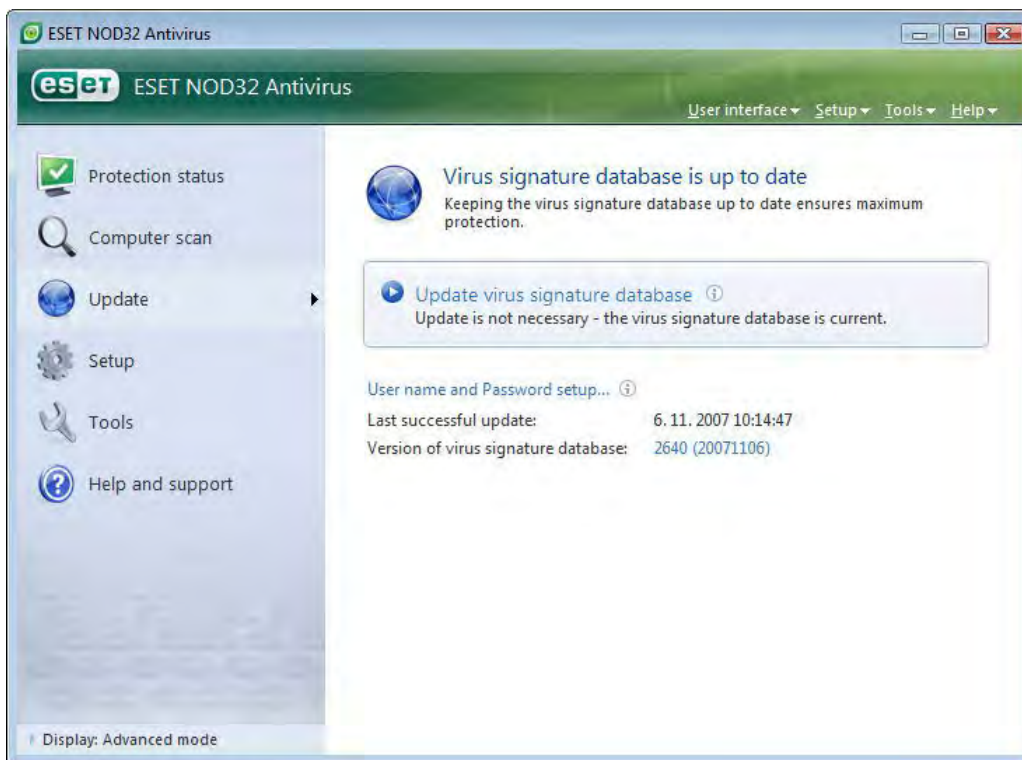 ESET NOD32 Antivirus
eset ESET NOD32 Antivirus
User interface Setup Tools Help
Protection status
Computer scan
Update
Setup
Tools
Help and support
Display: Advanced mode
Virus signature database is up to date
Keeping the virus signature database up to date ensures maximum
protection.
Update virus signature database
Update is not necessary - the virus signature database is current.
User name and Password setup...
Last successful update: 6. 11. 2007 10:14:47
Version of virus signature database: 2640 (20071106)